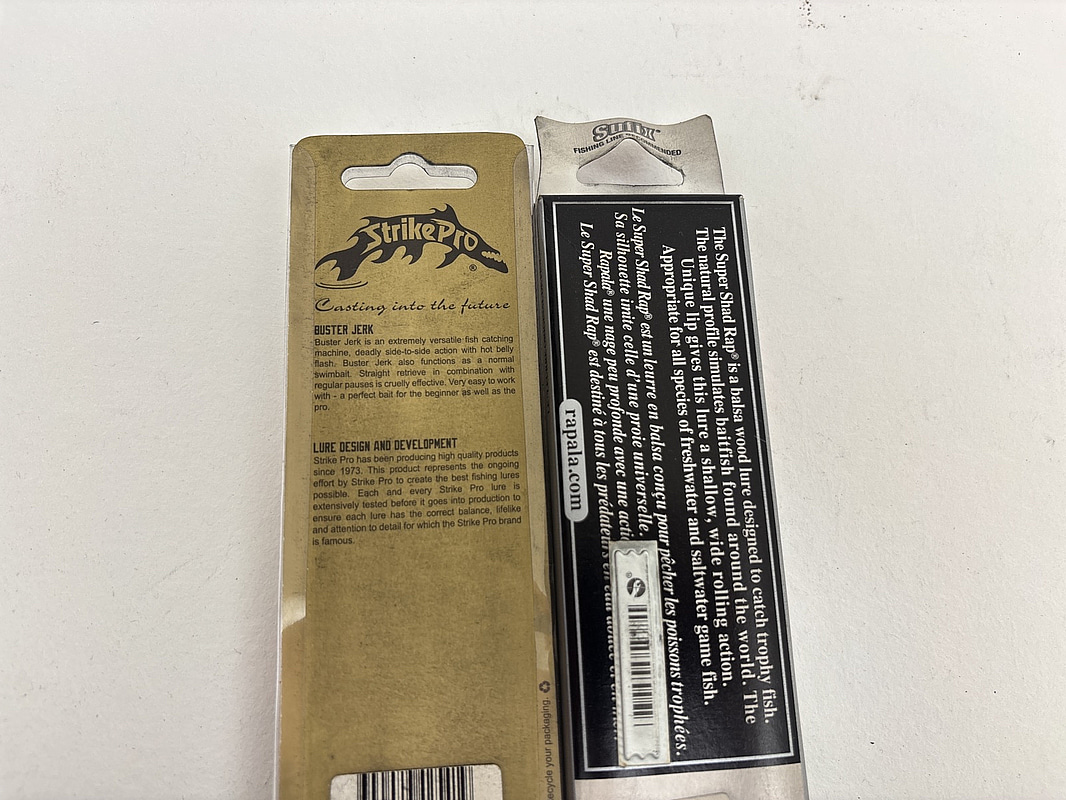 StrikePro
®
Casting into the future
BUSTER JERK
Buster Jerk is an extremely versatile fish catching
machine, deadly side-to-side action with hot belly
flash. Buster Jerk also functions as a normal
swimbait. Straight retrieve in combination with
regular pauses is cruelly effective. Very easy to work
with - a perfect bait for the beginner as well as the
pro.
LURE DESIGN AND DEVELOPMENT
Strike Pro has been producing high quality products
since 1973. This product represents the ongoing
effort by Strike Pro to create the best fishing lures
possible. Each and every Strike Pro lure is
extensively tested before it goes into production to
ensure each lure has the correct balance, lifelike
and attention to detail for which the Strike Pro brand
is famous.
ecycle your packaging.
Sufix
FISHING LINE RECOMMENDED
The Super Shad Rap® is a balsa wood lure designed to catch trophy fish.
The natural profile simulates baitfish found around the world. The
Unique lip gives this lure a shallow, wide rolling action.
Appropriate for all species of freshwater and saltwater game fish.
Le Super Shad Rap® est un leurre en balsa conçu pour pêcher les poissons trophées.
Sa silhouette imite celle d'une proie universelle.
Rapala® une nage peu profonde avec une acti
Le Super Shad Rap® est destiné à tous les prédateurs en eau douce et en
rapala.com